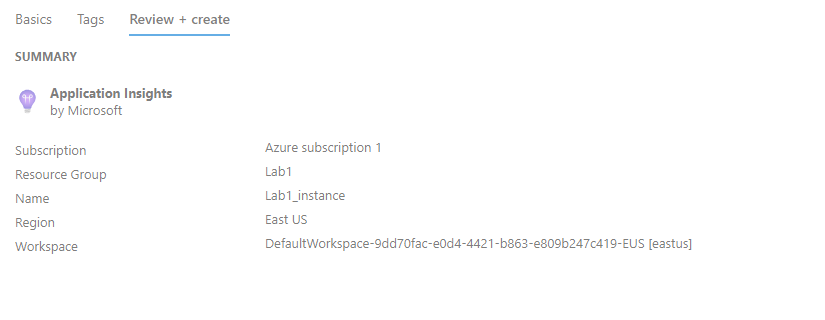 Basics Tags Review + create
SUMMARY
Application Insights
by Microsoft
Subscription Azure subscription 1
Resource Group Lab1
Name Lab1_instance
Region East US
Workspace DefaultWorkspace-9dd70fac-e0d4-4421-b863-e809b247c419-EUS [eastus]